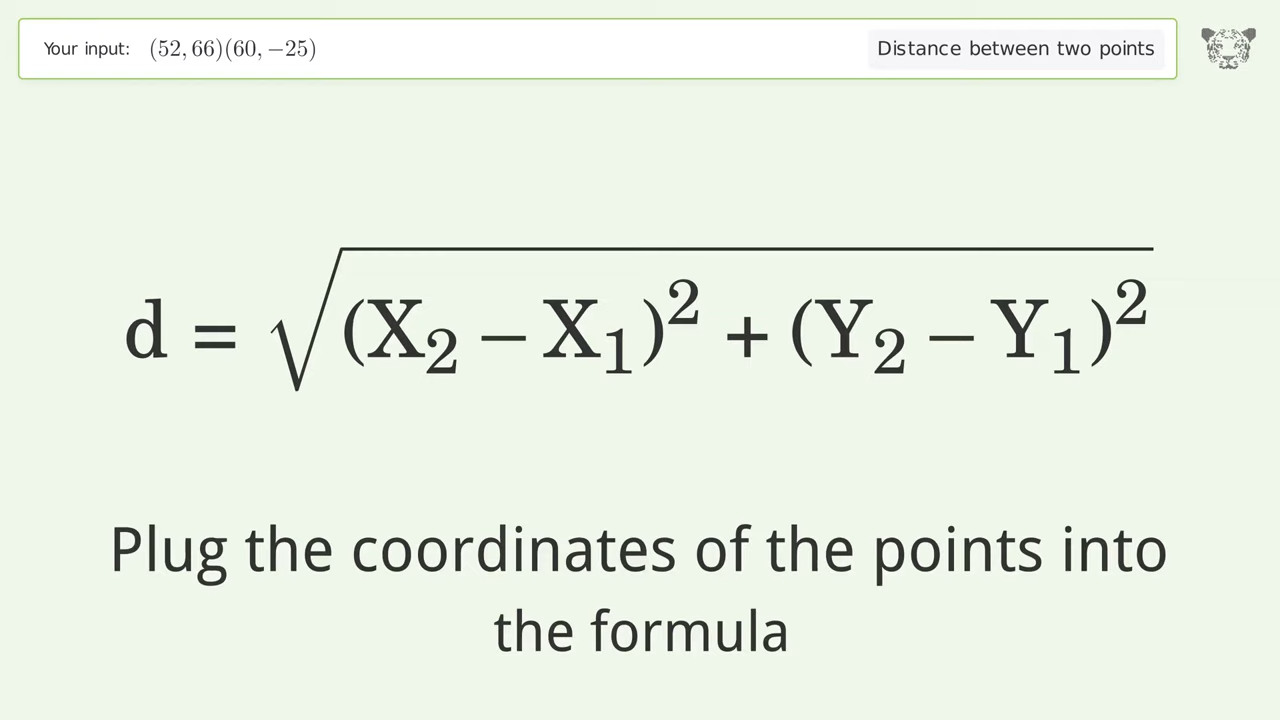 Your input: (52, 66)(60, −25) Distance between two points
d = √(X₂ − X₁)² + (Y₂ − Y₁)²
Plug the coordinates of the points into
the formula